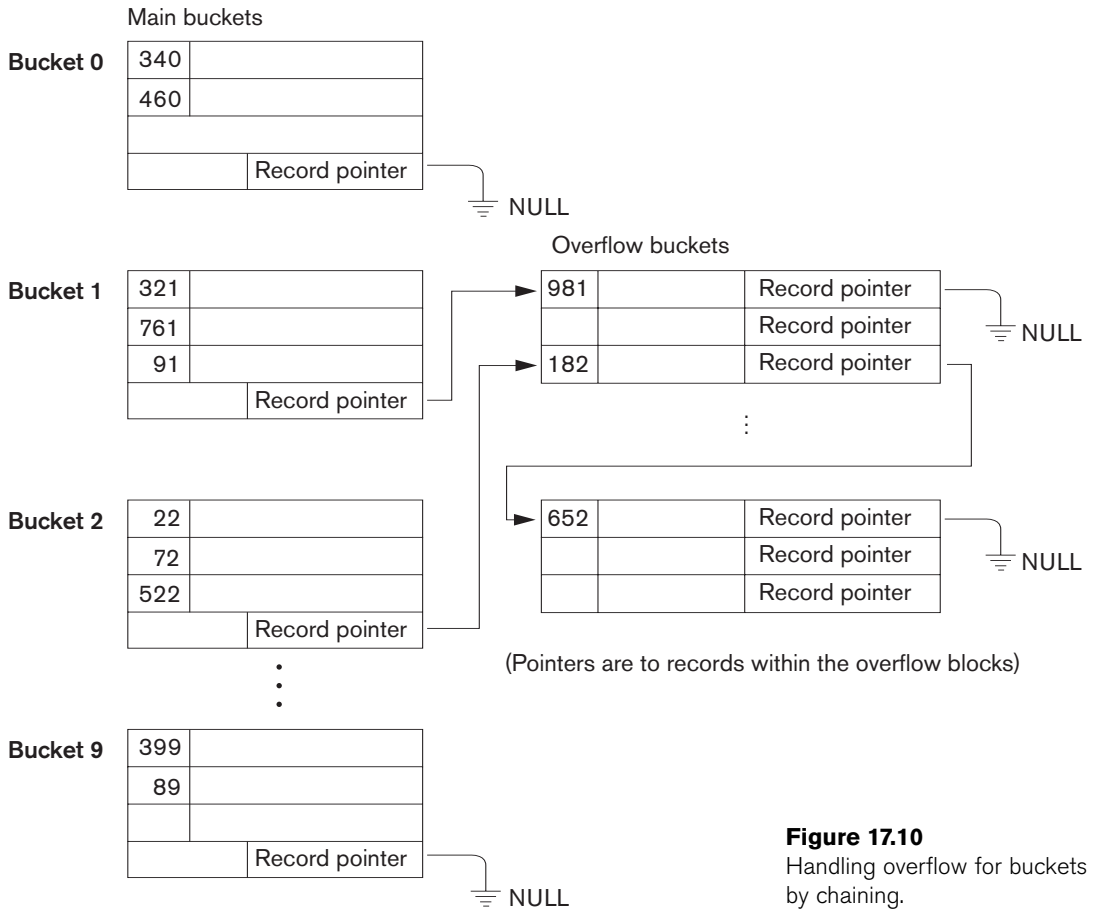 Main buckets
Bucket 0
340
460
Record pointer
NULL
Overflow buckets
Bucket 1
321
761
91
Record pointer
981 Record pointer
NULL
Record pointer
182 Record pointer
⋮
Bucket 2
22
72
522
Record pointer
652 Record pointer
NULL
Record pointer
Record pointer
(Pointers are to records within the overflow blocks)
Bucket 9
399
89
Record pointer
NULL
Figure 17.10
Handling overflow for buckets
by chaining.